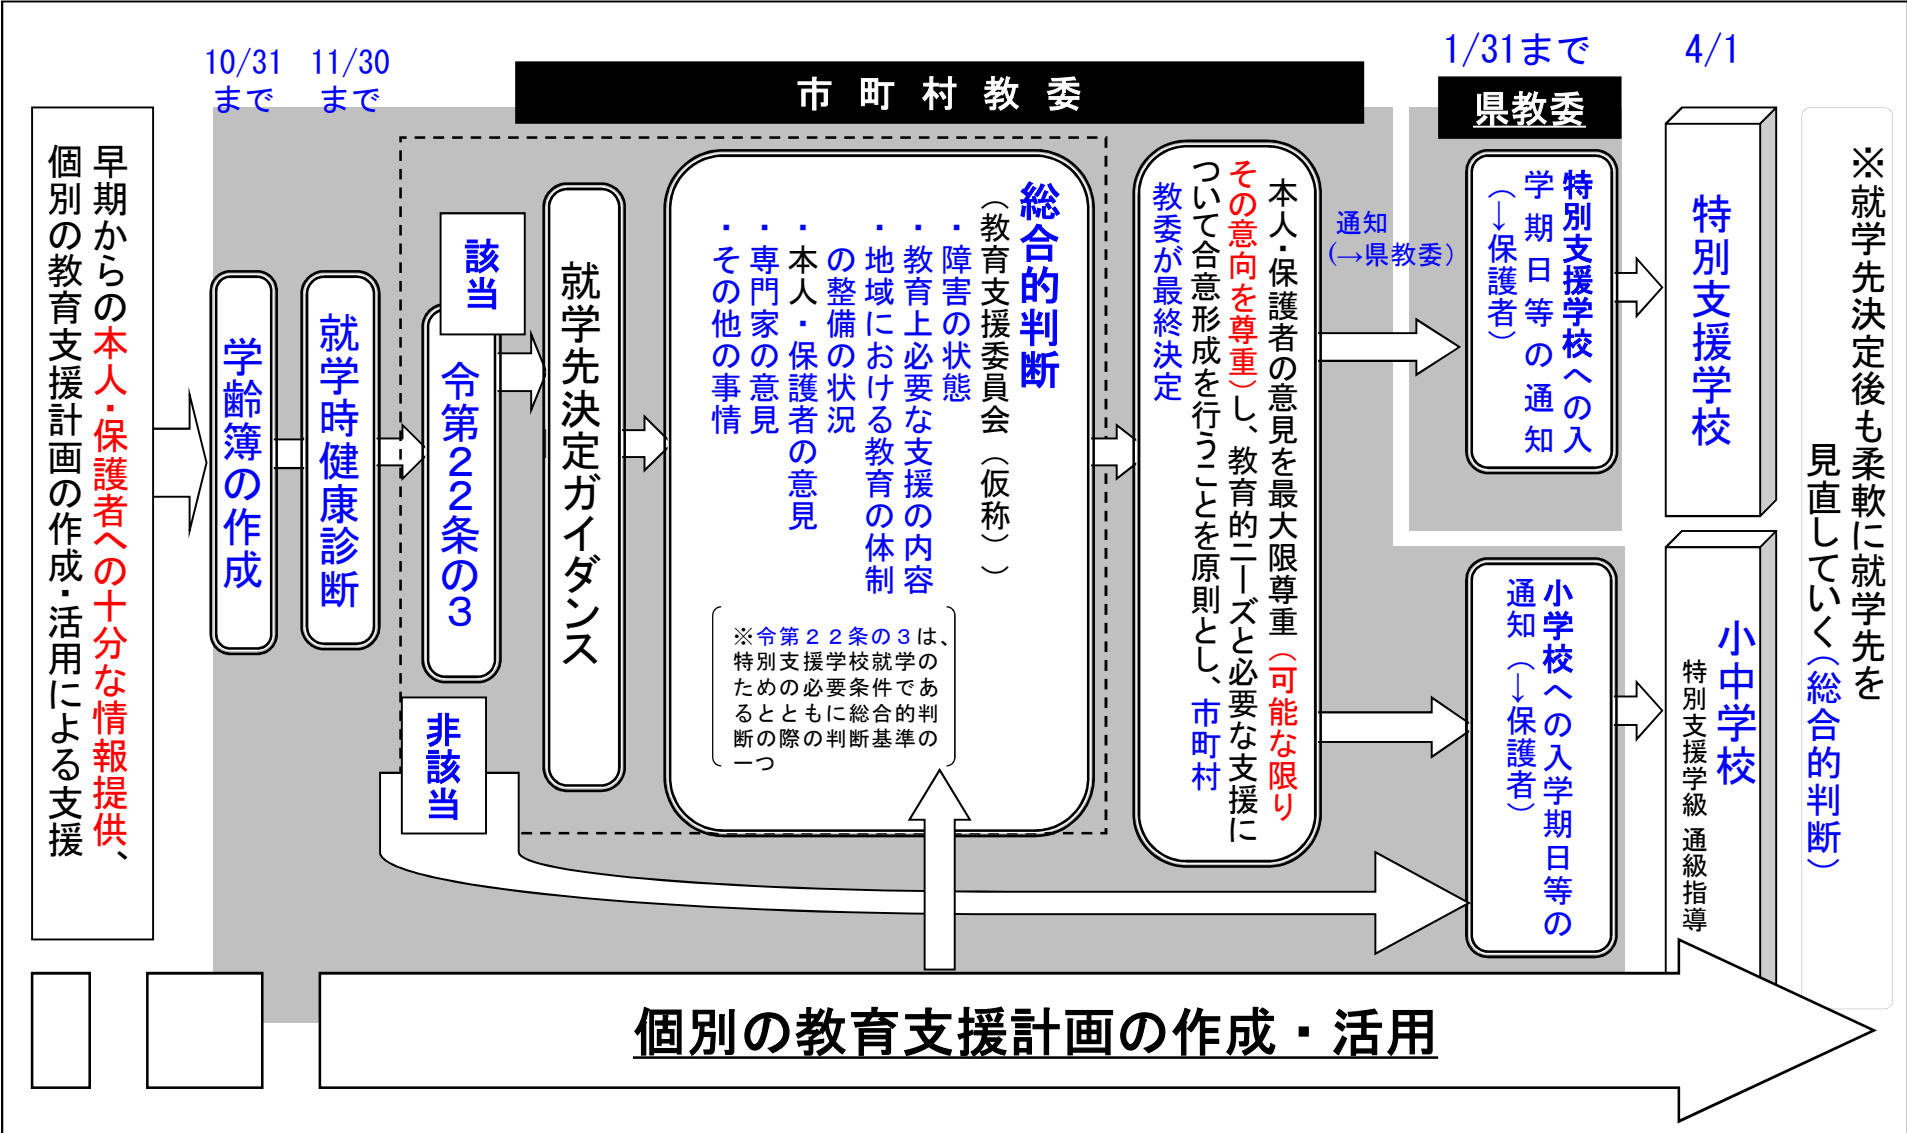 10/31
まで
11/30
まで
市町村教委
1/31まで
県教委
4/1
早期からの本人・保護者への十分な情報提供、
個別の教育支援計画の作成・活用による支援
学齢簿の作成
就学時健康診断
該当
令第22条の3
非該当
就学先決定ガイダンス
総合的判断
（教育支援委員会（仮称））
・障害の状態
・教育上必要な支援の内容
・地域における教育の体制
の整備の状況
・本人・保護者の意見
・専門家の意見
・その他の事情
※令第２２条の３は、
特別支援学校就学の
ための必要条件であ
るとともに総合的判
断の際の判断基準の
一つ
本人・保護者の意見を最大限尊重（可能な限り
その意向を尊重）し、教育的ニーズと必要な支援に
ついて合意形成を行うことを原則とし、市町村
教委が最終決定
通知
(→県教委)
特別支援学校への入
学期日等の通知
（→保護者）
小学校への入学期日等の
通知（→保護者）
特別支援学校
小中学校
特別支援学級 通級指導
※就学先決定後も柔軟に就学先を
見直していく（総合的判断）
個別の教育支援計画の作成・活用